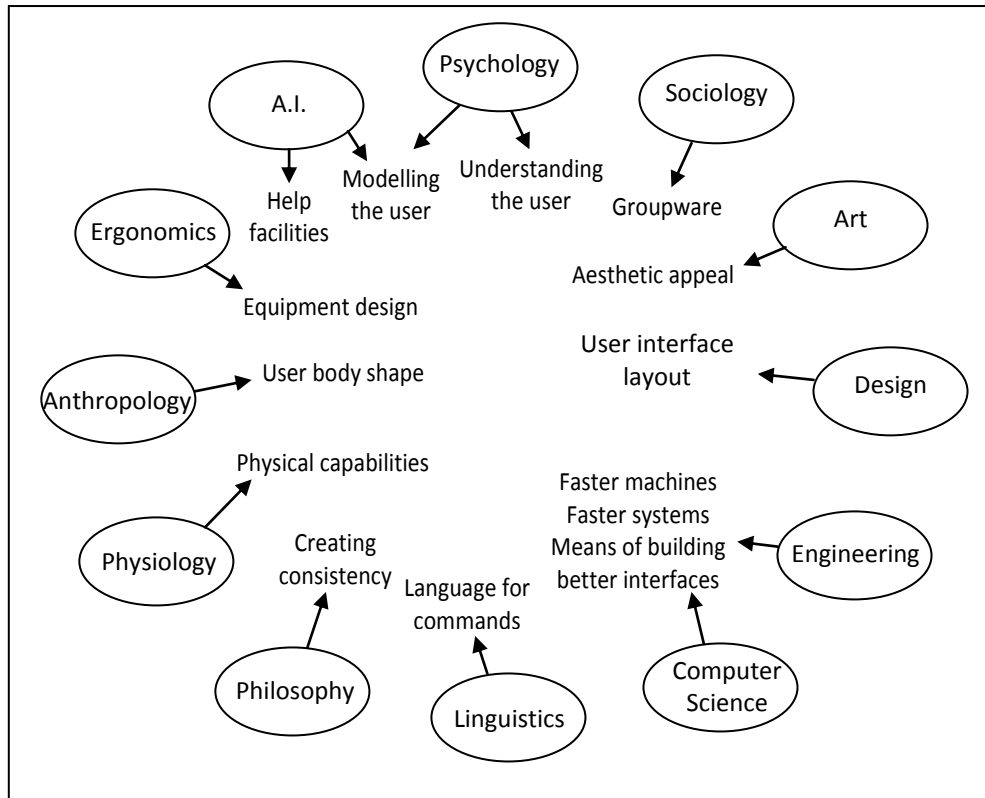 Psychology
Sociology
A.I.
Modelling
the user
Understanding
the user
Help
facilities
Groupware
Art
Ergonomics
Aesthetic appeal
Equipment design
User interface
layout
User body shape
Design
Anthropology
Physical capabilities
Faster machines
Faster systems
Means of building
better interfaces
Engineering
Physiology
Creating
consistency
Language for
commands
Philosophy
Linguistics
Computer
Science